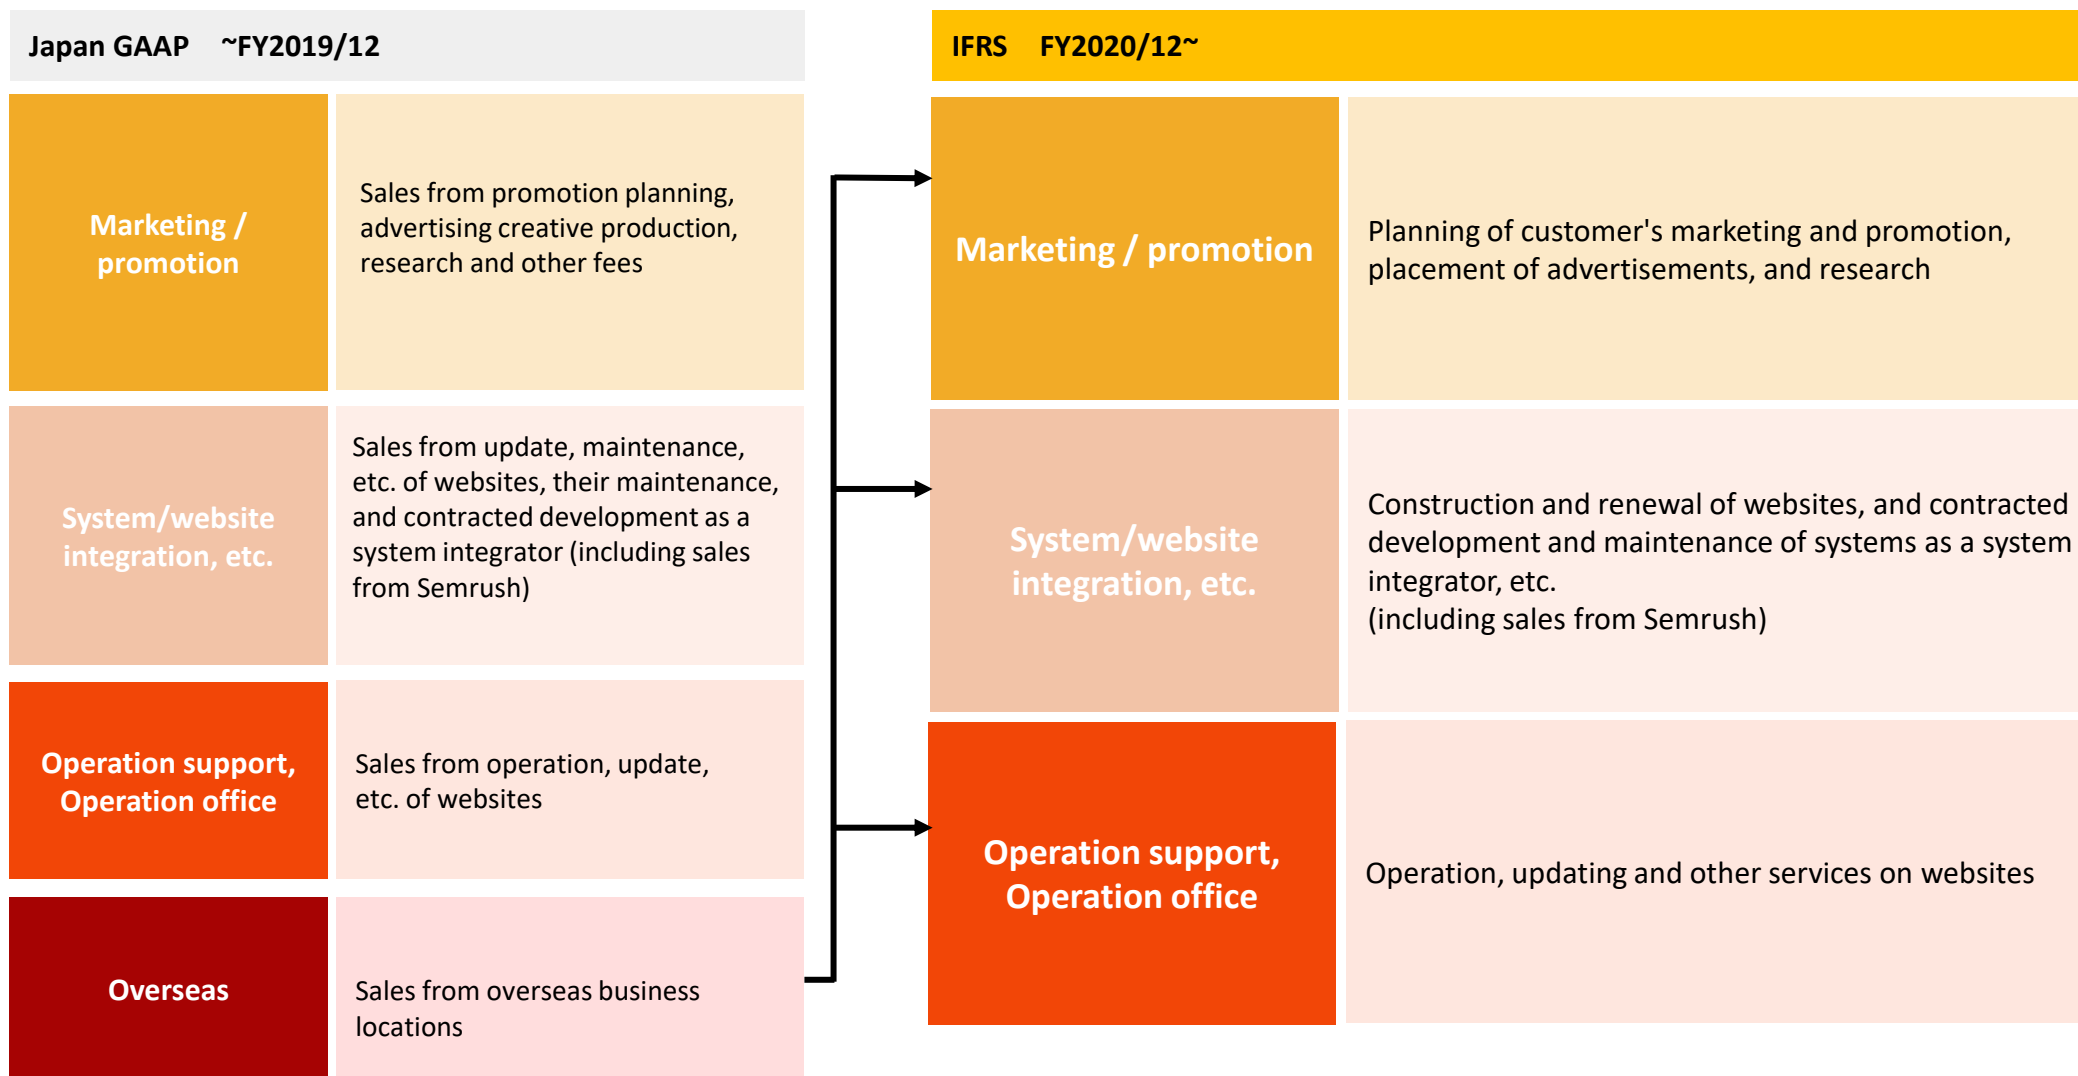 Japan GAAP ~FY2019/12
Marketing /
promotion
Sales from promotion planning,
advertising creative production,
research and other fees
System/website
integration, etc.
Sales from update, maintenance,
etc. of websites, their maintenance,
and contracted development as a
system integrator (including sales
from Semrush)
Operation support,
Operation office
Sales from operation, update,
etc. of websites
Overseas
Sales from overseas business
locations
IFRS FY2020/12~
Marketing / promotion
Planning of customer's marketing and promotion,
placement of advertisements, and research
System/website
integration, etc.
Construction and renewal of websites, and contracted
development and maintenance of systems as a system
integrator, etc.
(including sales from Semrush)
Operation support,
Operation office
Operation, updating and other services on websites